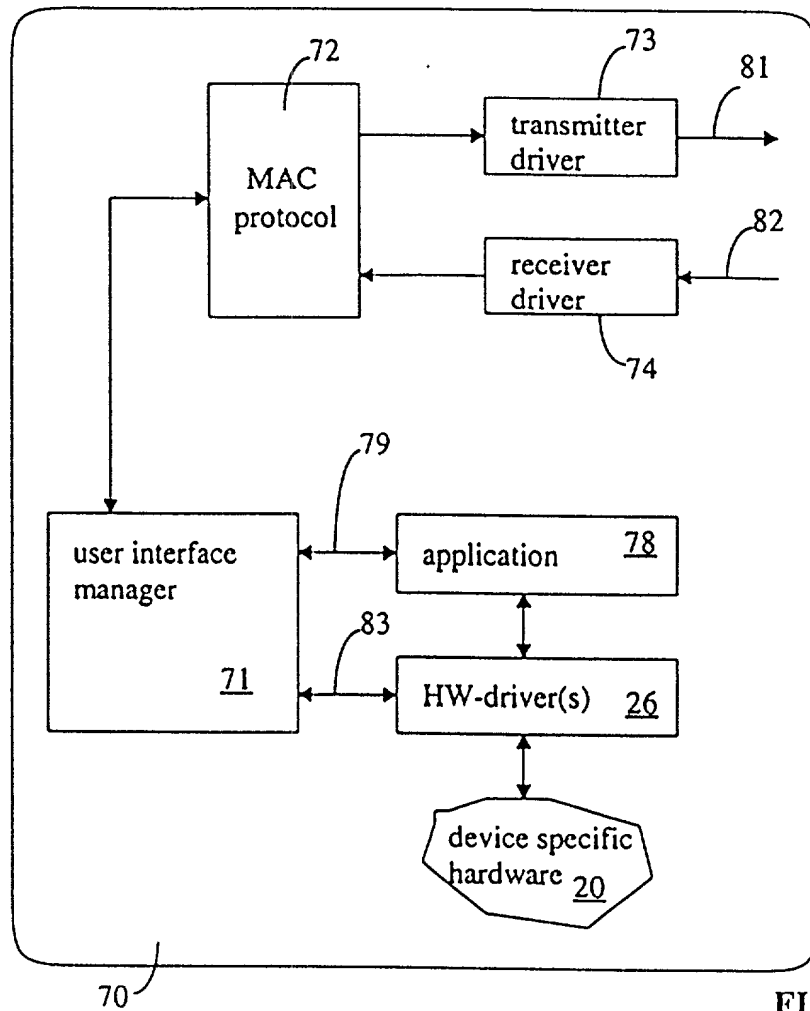 72
73
81
transmitter
driver
MAC
protocol
82
receiver
driver
74
79
user interface
manager
application 78
83
71
HW-driver(s) 26
device specific
hardware 20
70